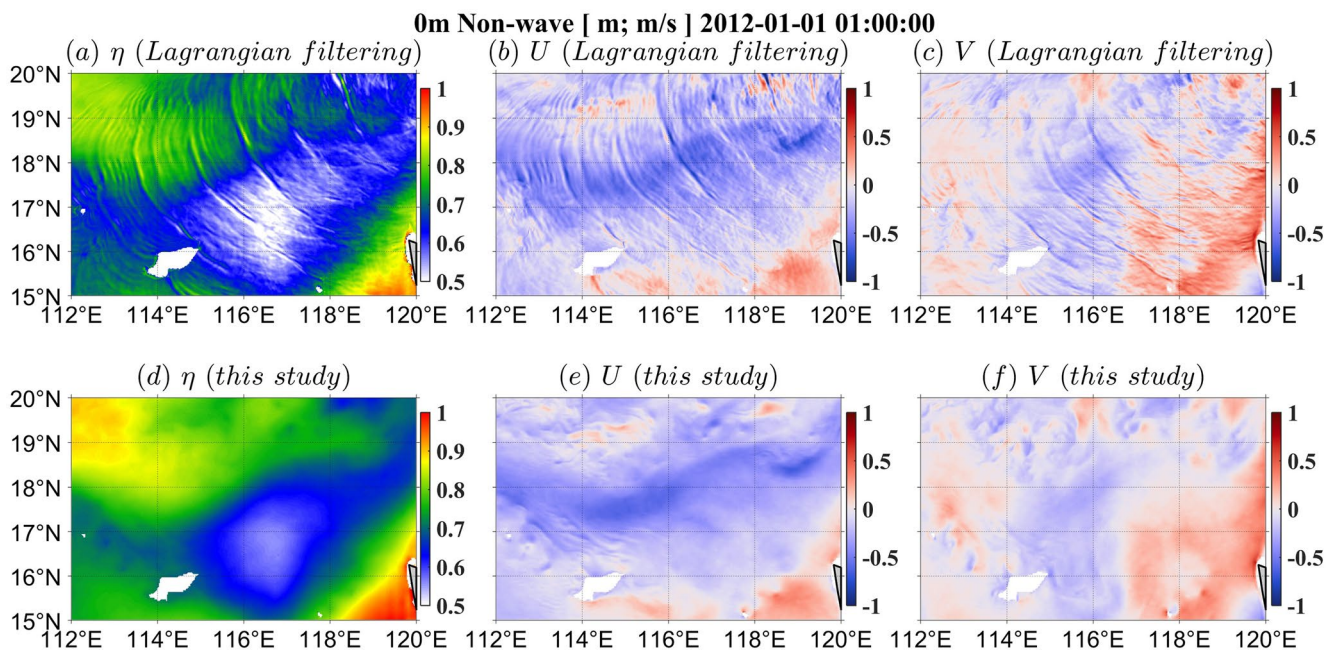 0m Non-wave [ m; m/s ] 2012-01-01 01:00:00
(a) η (Lagrangian filtering)
(b) U (Lagrangian filtering)
(c) V (Lagrangian filtering)
20°N
19°N
18°N
17°N
16°N
15°N
112°E 114°E 116°E 118°E 120°E
1
0.9
0.8
0.7
0.6
0.5
112°E 114°E 116°E 118°E 120°E
1
0.5
0
-0.5
-1
112°E 114°E 116°E 118°E 120°E
1
0.5
0
-0.5
-1
(d) η (this study)
(e) U (this study)
(f) V (this study)
20°N
19°N
18°N
17°N
16°N
15°N
112°E 114°E 116°E 118°E 120°E
1
0.9
0.8
0.7
0.6
0.5
112°E 114°E 116°E 118°E 120°E
1
0.5
0
-0.5
-1
112°E 114°E 116°E 118°E 120°E
1
0.5
0
-0.5
-1